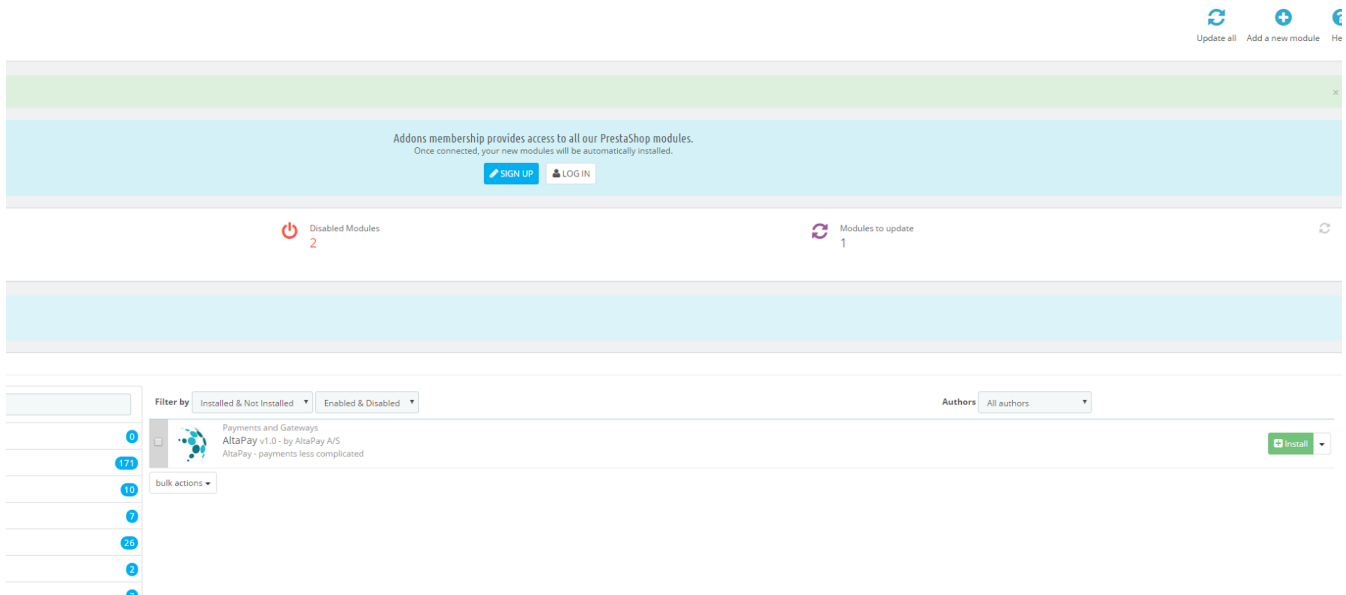 Update all Add a new module He
×
Addons membership provides access to all our PrestaShop modules.
Once connected, your new modules will be automatically installed.
SIGN UP LOG IN
Disabled Modules
2
Modules to update
1
Filter by Installed & Not Installed Enabled & Disabled Authors All authors
Payments and Gateways
AltaPay v1.0 - by AltaPay A/S
AltaPay - payments less complicated
Install
bulk actions
0
171
10
7
26
2